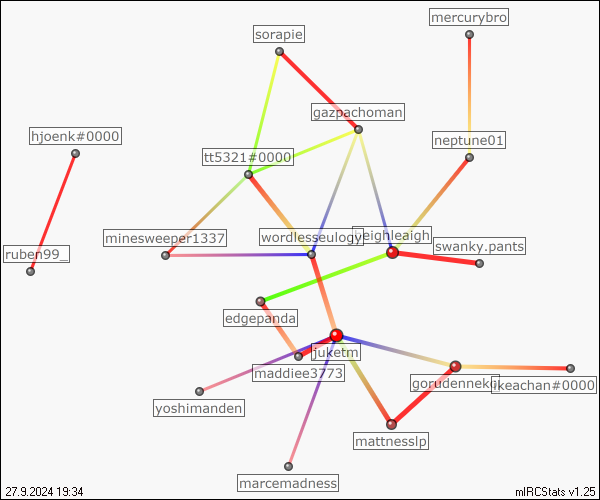 mercurybro
sorapie
gazpachoman
hjoenk#0000
neptune01
tt5321#0000
minesweeper1337
wordlesseulogy
leighleaigh
swanky.pants
ruben99_
edgepanda
juketm
maddiee3773
ikeachan#0000
yoshimanden
mattnesslp
marcemadness
27.9.2024 19:34
mIRCStats v1.25